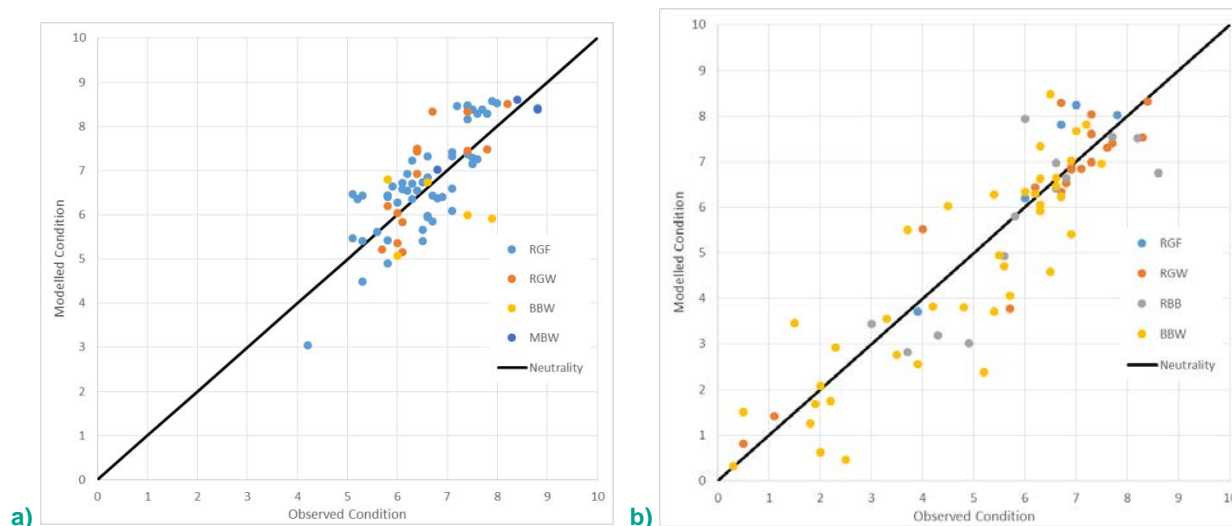 10
9
8
7
6
5
4
3
2
1
0
Modelled Condition
RGF
RGW
BBW
MBW
Neutrality
0 1 2 3 4 5 6 7 8 9 10
Observed Condition
a)
10
9
8
7
6
5
4
3
2
1
0
Modelled Condition
RGF
RGW
RBB
BBW
Neutrality
0 1 2 3 4 5 6 7 8 9 10
Observed Condition
b)